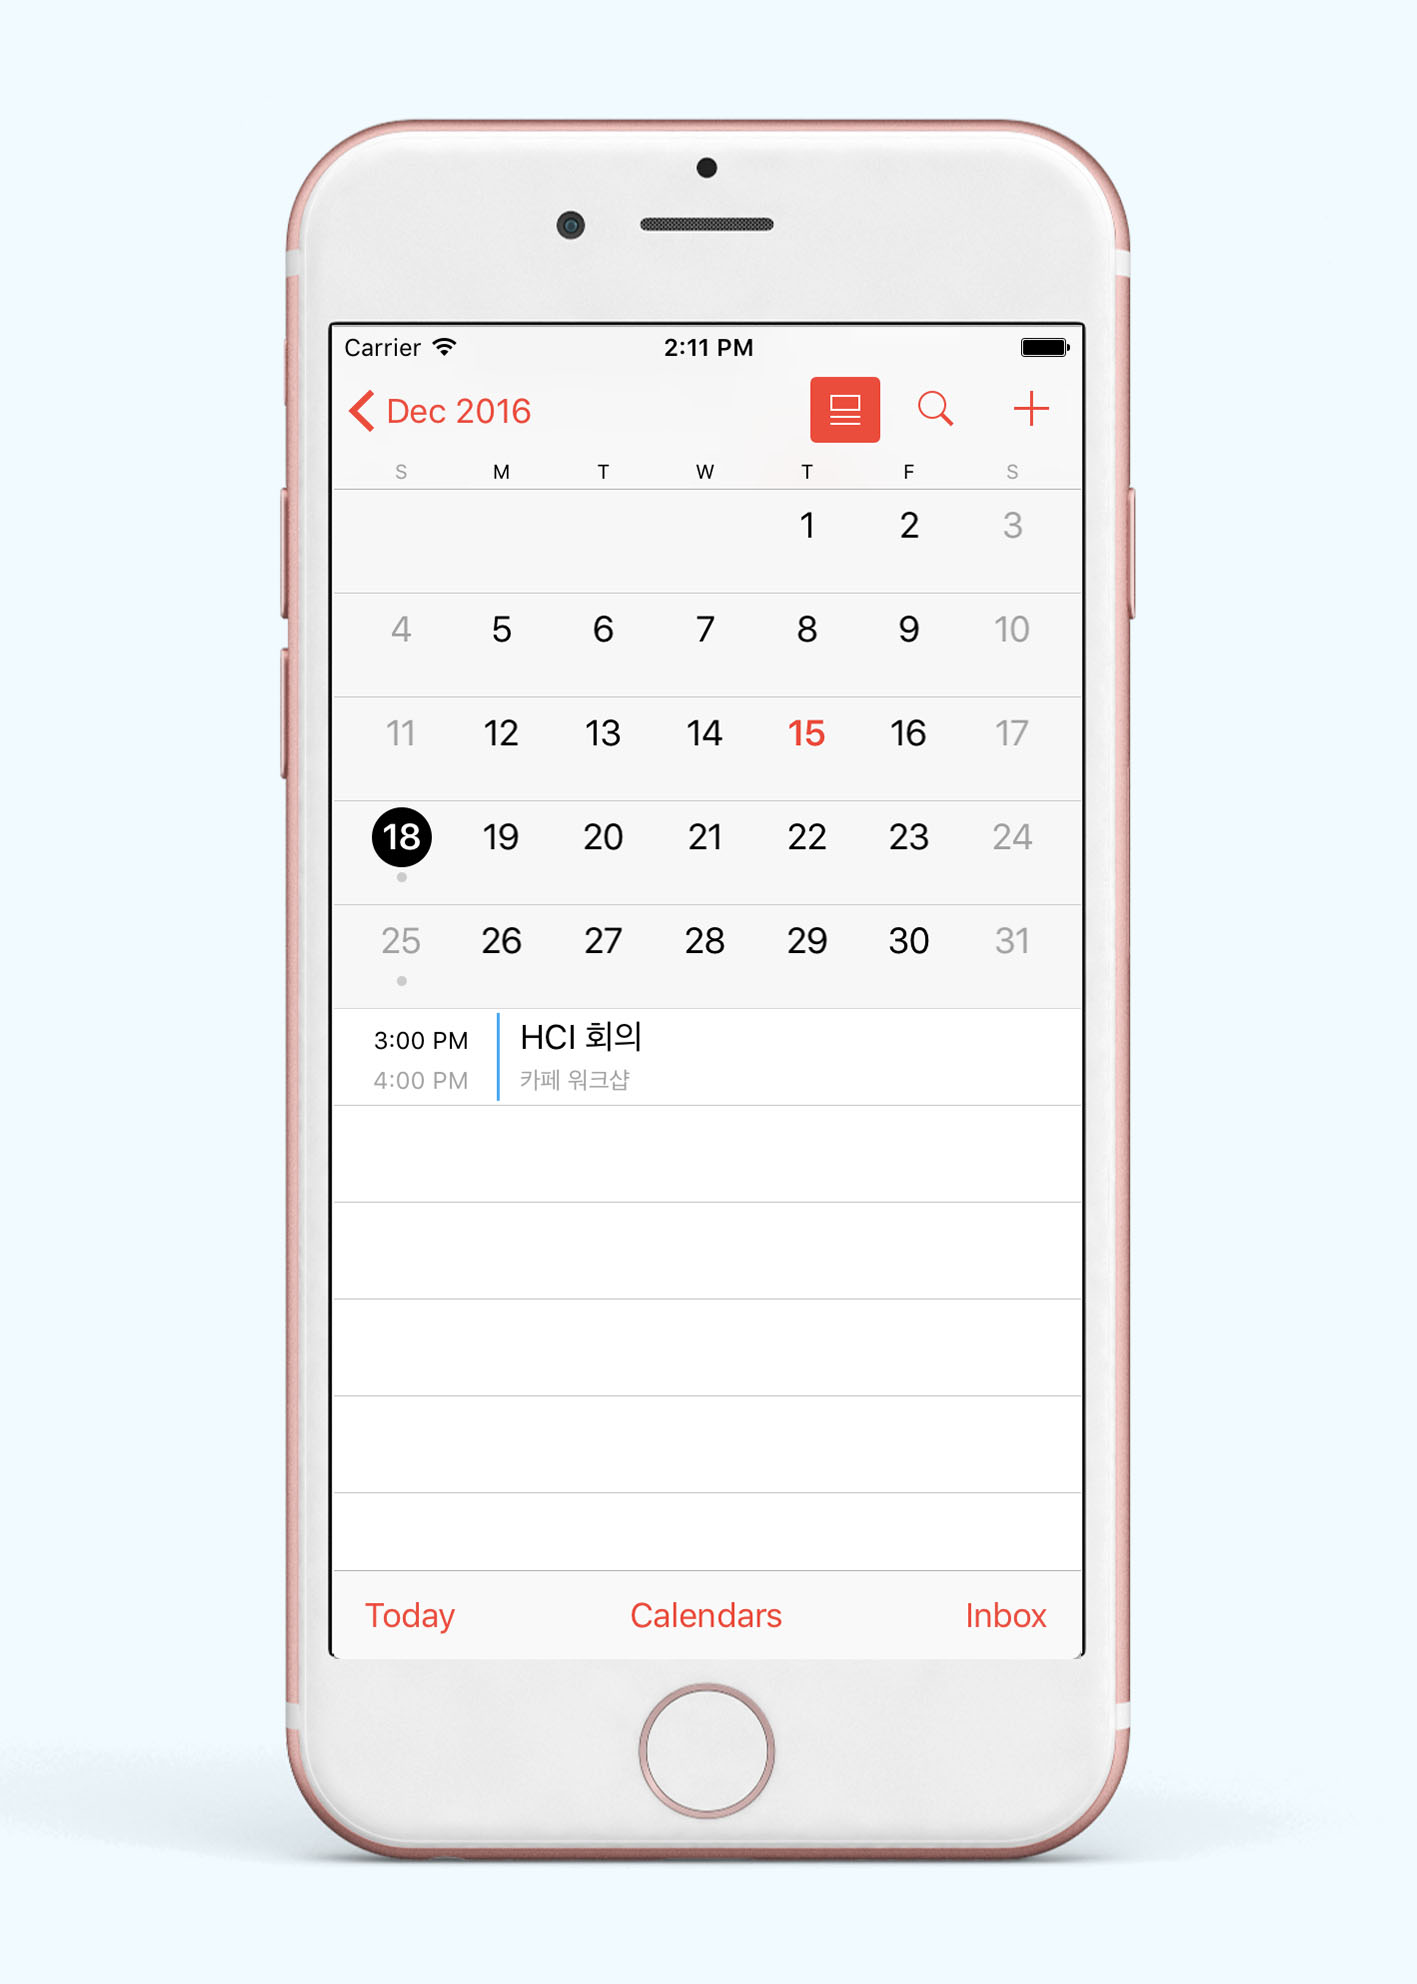 Carrier 2:11 PM
Dec 2016
S M T W T F S
1 2 3
4 5 6 7 8 9 10
11 12 13 14 15 16 17
18 19 20 21 22 23 24
25 26 27 28 29 30 31
3:00 PM HCI 회의
4:00 PM 카페 워크샵
Today Calendars Inbox